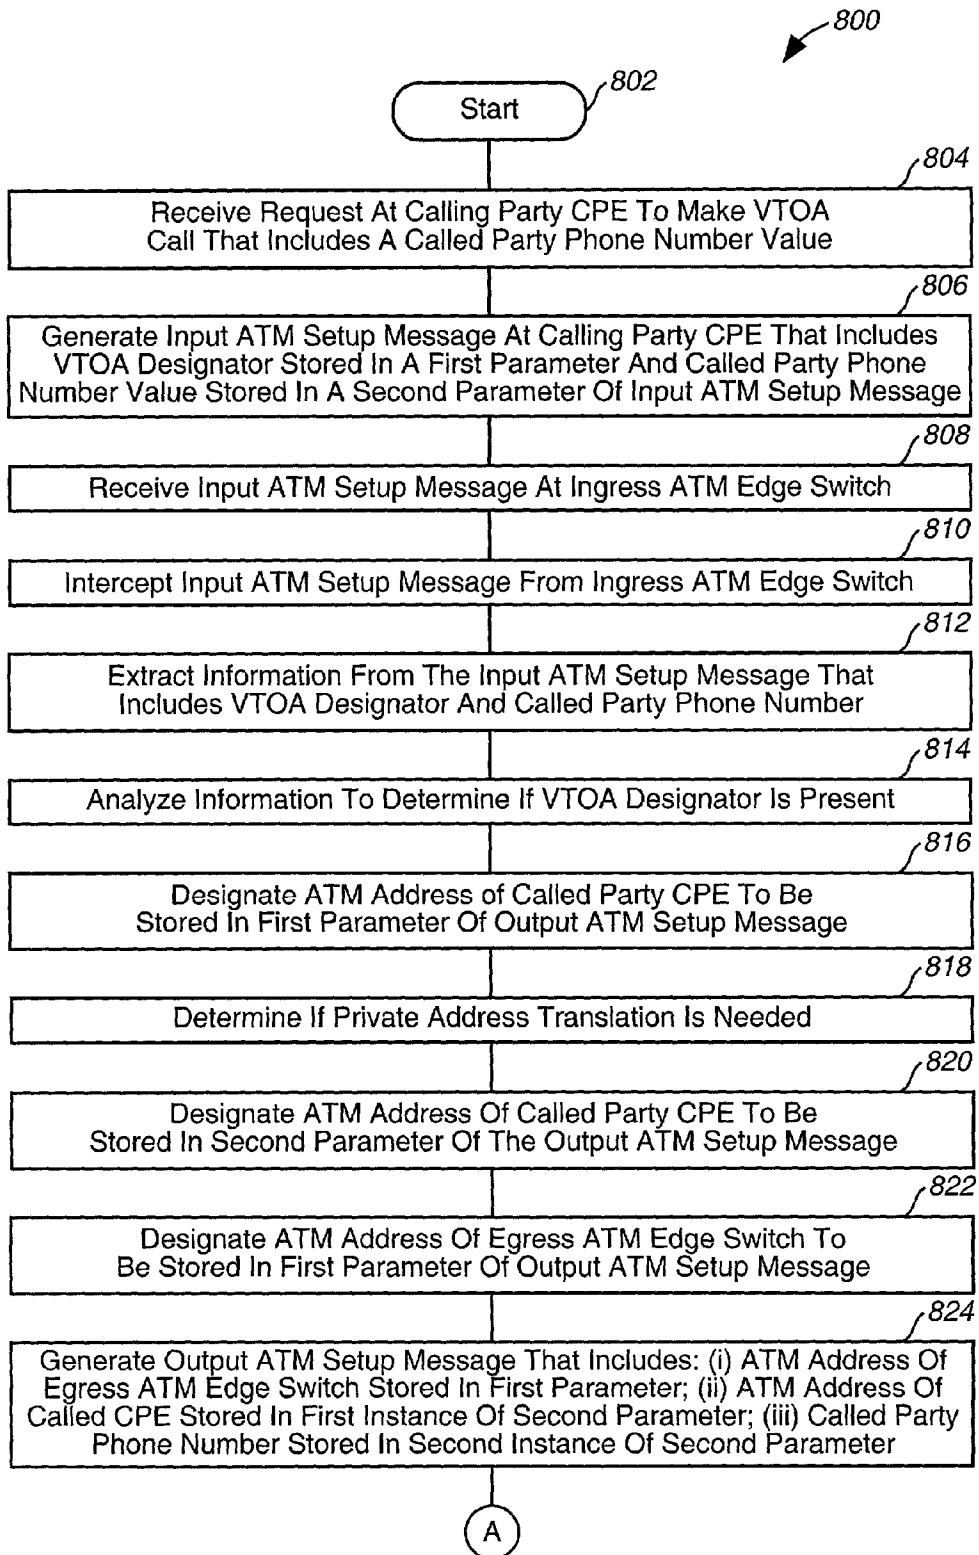 800
802
Start
804
Receive Request At Calling Party CPE To Make VTOA
Call That Includes A Called Party Phone Number Value
806
Generate Input ATM Setup Message At Calling Party CPE That Includes
VTOA Designator Stored In A First Parameter And Called Party Phone
Number Value Stored In A Second Parameter Of Input ATM Setup Message
808
Receive Input ATM Setup Message At Ingress ATM Edge Switch
810
Intercept Input ATM Setup Message From Ingress ATM Edge Switch
812
Extract Information From The Input ATM Setup Message That
Includes VTOA Designator And Called Party Phone Number
814
Analyze Information To Determine If VTOA Designator Is Present
816
Designate ATM Address of Called Party CPE To Be
Stored In First Parameter Of Output ATM Setup Message
818
Determine If Private Address Translation Is Needed
820
Designate ATM Address Of Called Party CPE To Be
Stored In Second Parameter Of The Output ATM Setup Message
822
Designate ATM Address Of Egress ATM Edge Switch To
Be Stored In First Parameter Of Output ATM Setup Message
824
Generate Output ATM Setup Message That Includes: (i) ATM Address Of
Egress ATM Edge Switch Stored In First Parameter; (ii) ATM Address Of
Called CPE Stored In First Instance Of Second Parameter; (iii) Called Party
Phone Number Stored In Second Instance Of Second Parameter
A